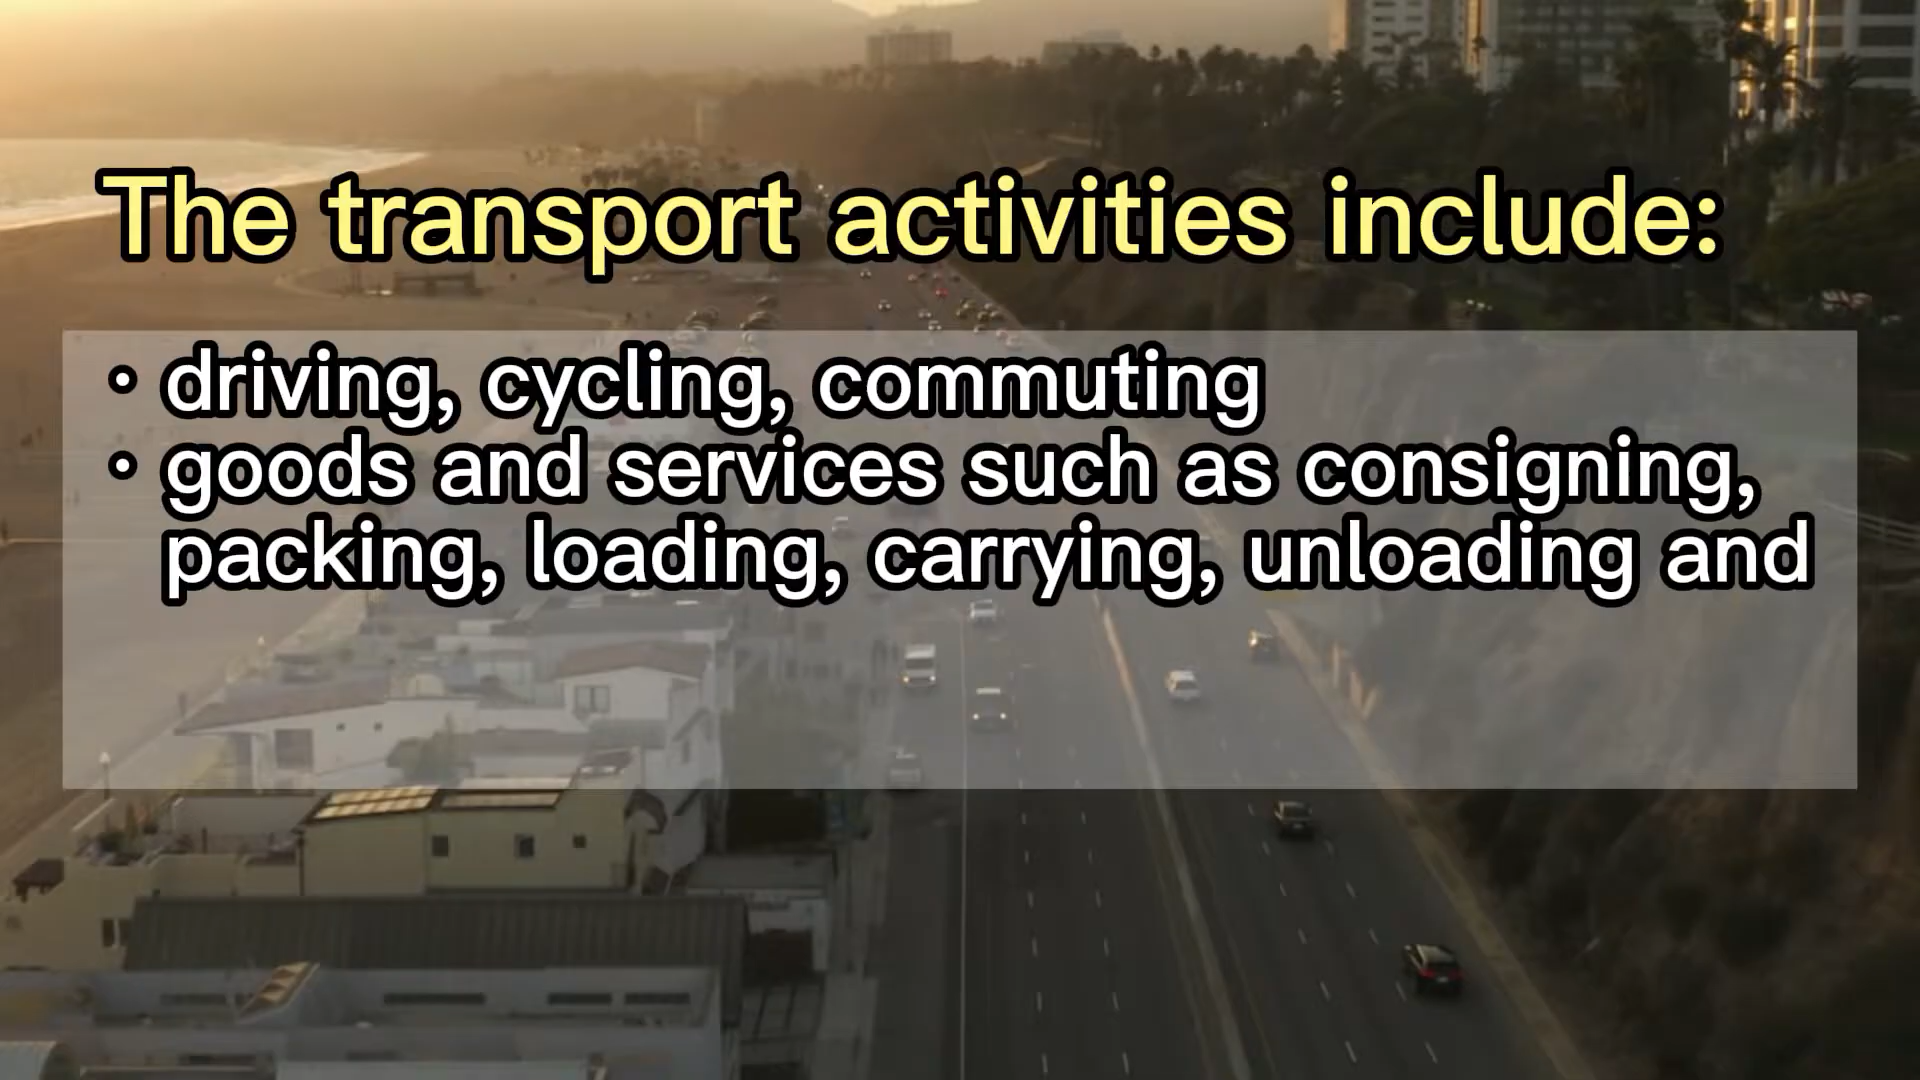 The transport activities include:
• driving, cycling, commuting
• goods and services such as consigning,
packing, loading, carrying, unloading and